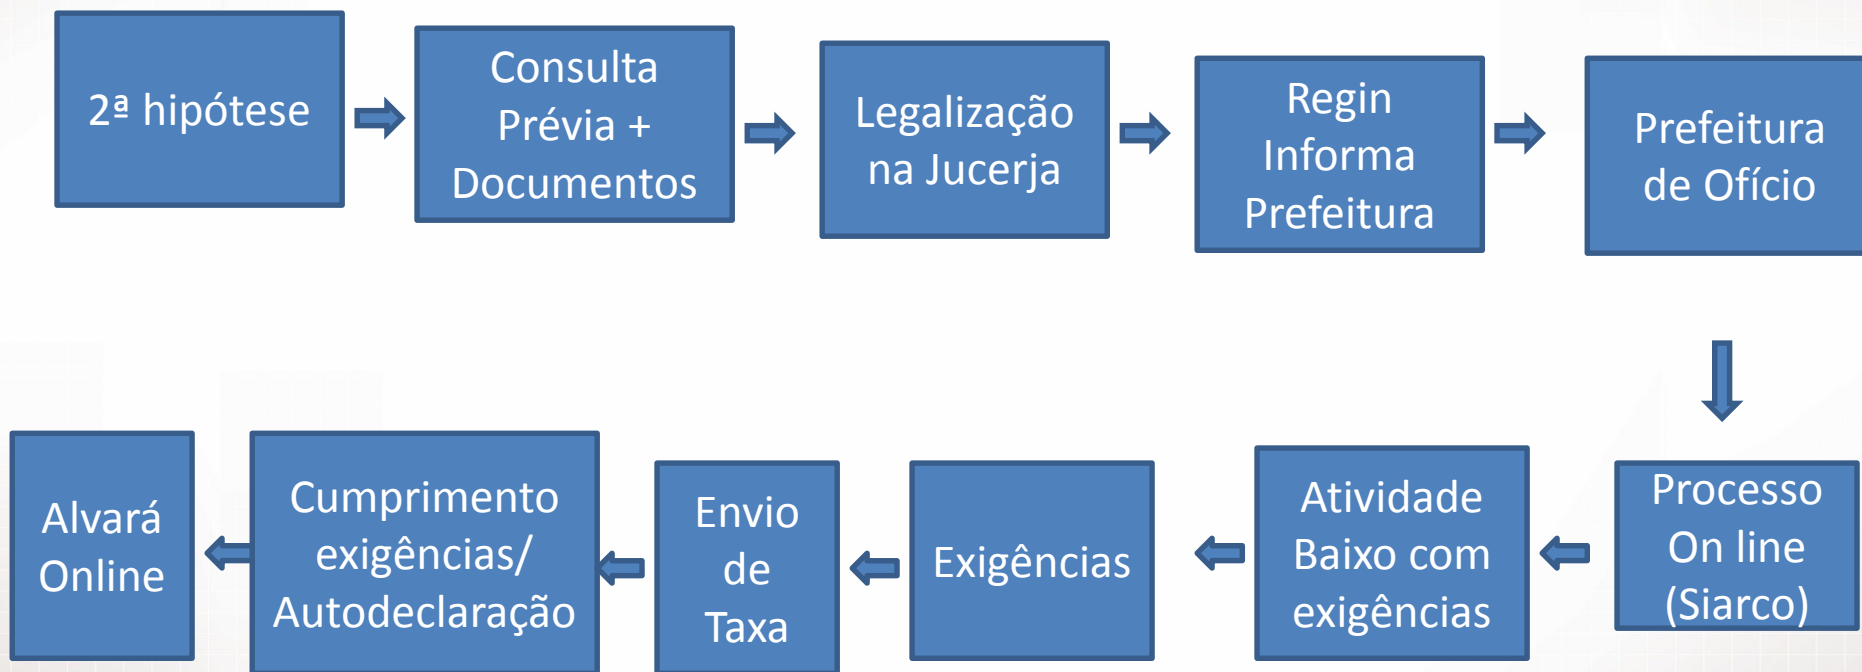 2ª hipótese
Consulta
Prévia +
Documentos
Legalização
na Jucerja
Regin
Informa
Prefeitura
Prefeitura
de Ofício
Processo
On line
(Siarco)
Atividade
Baixo com
exigências
Exigências
Envio
de
Taxa
Cumprimento
exigências/
Autodeclaração
Alvará
Online